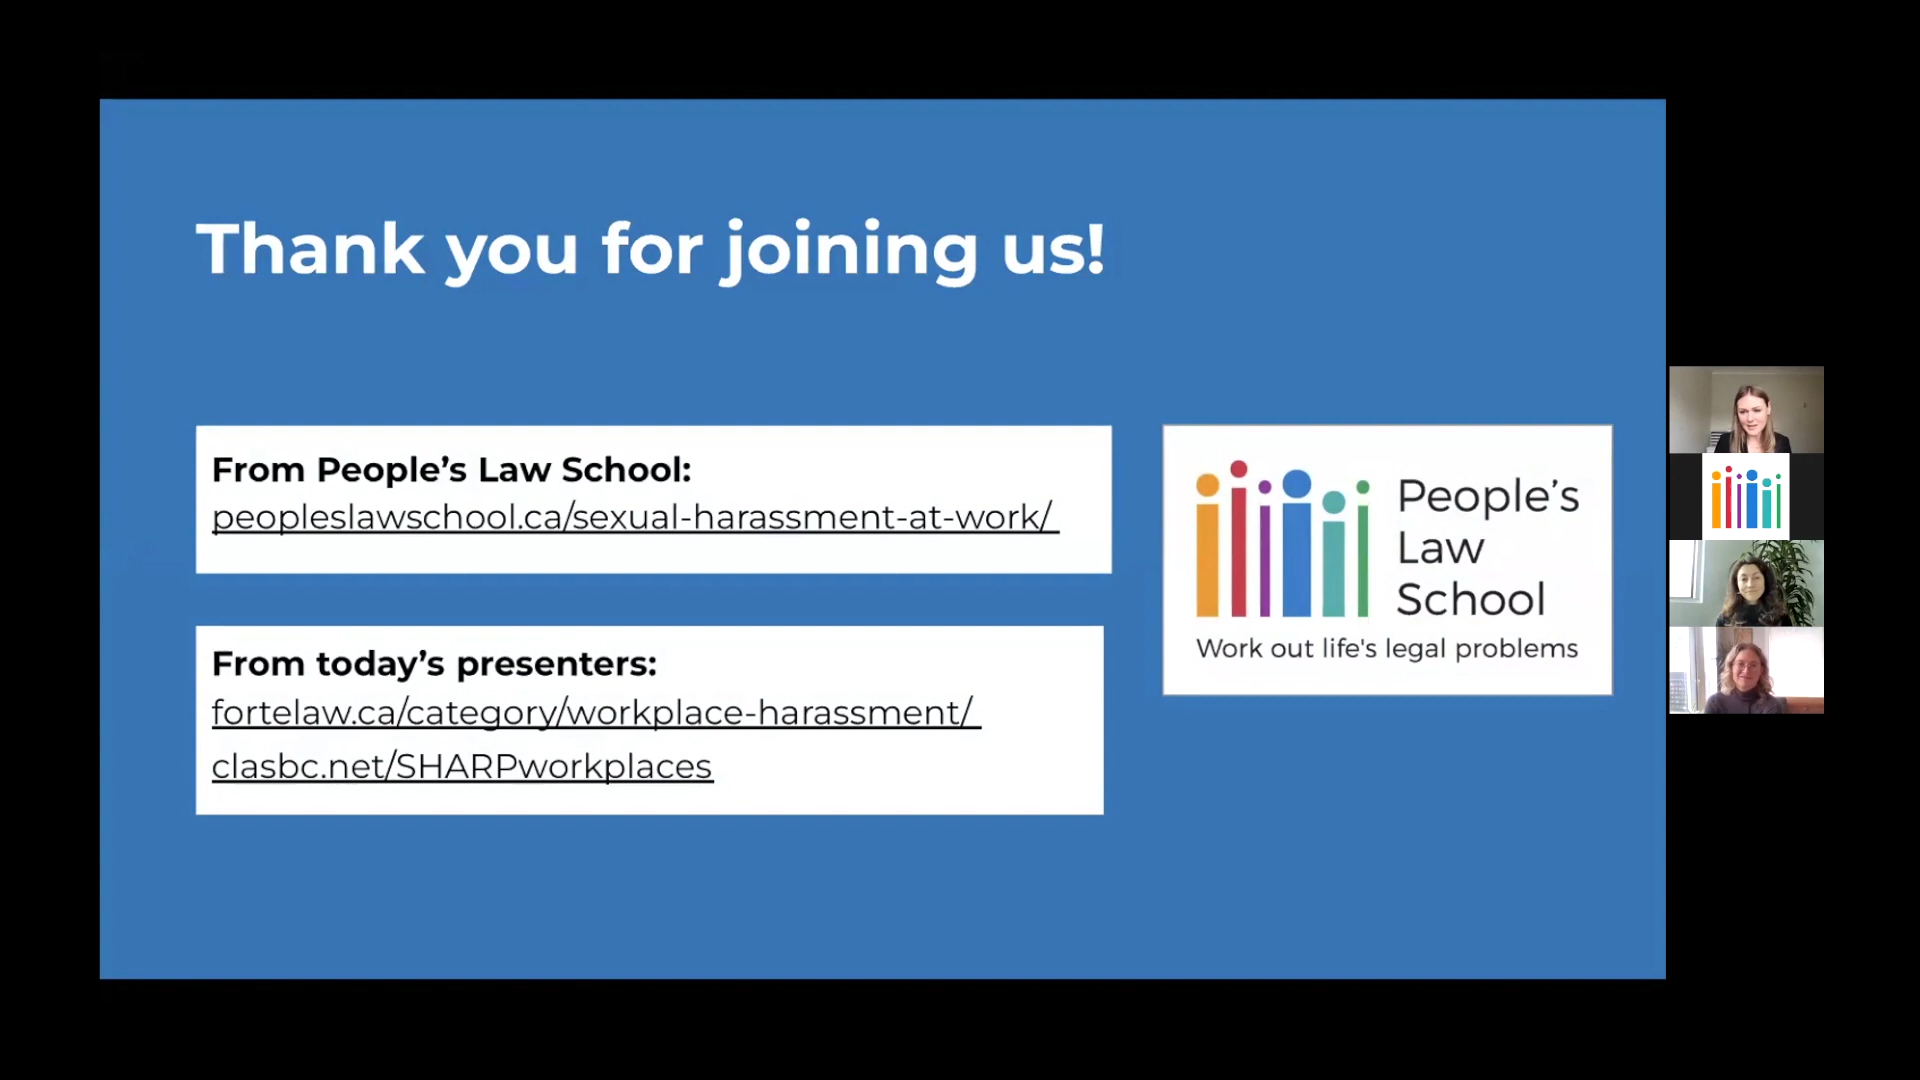 Thank you for joining us!
From People’s Law School:
peopleslawschool.ca/sexual-harassment-at-work/
From today’s presenters:
fortelaw.ca/category/workplace-harassment/
clasbc.net/SHARPworkplaces
People’s
Law
School
Work out life's legal problems